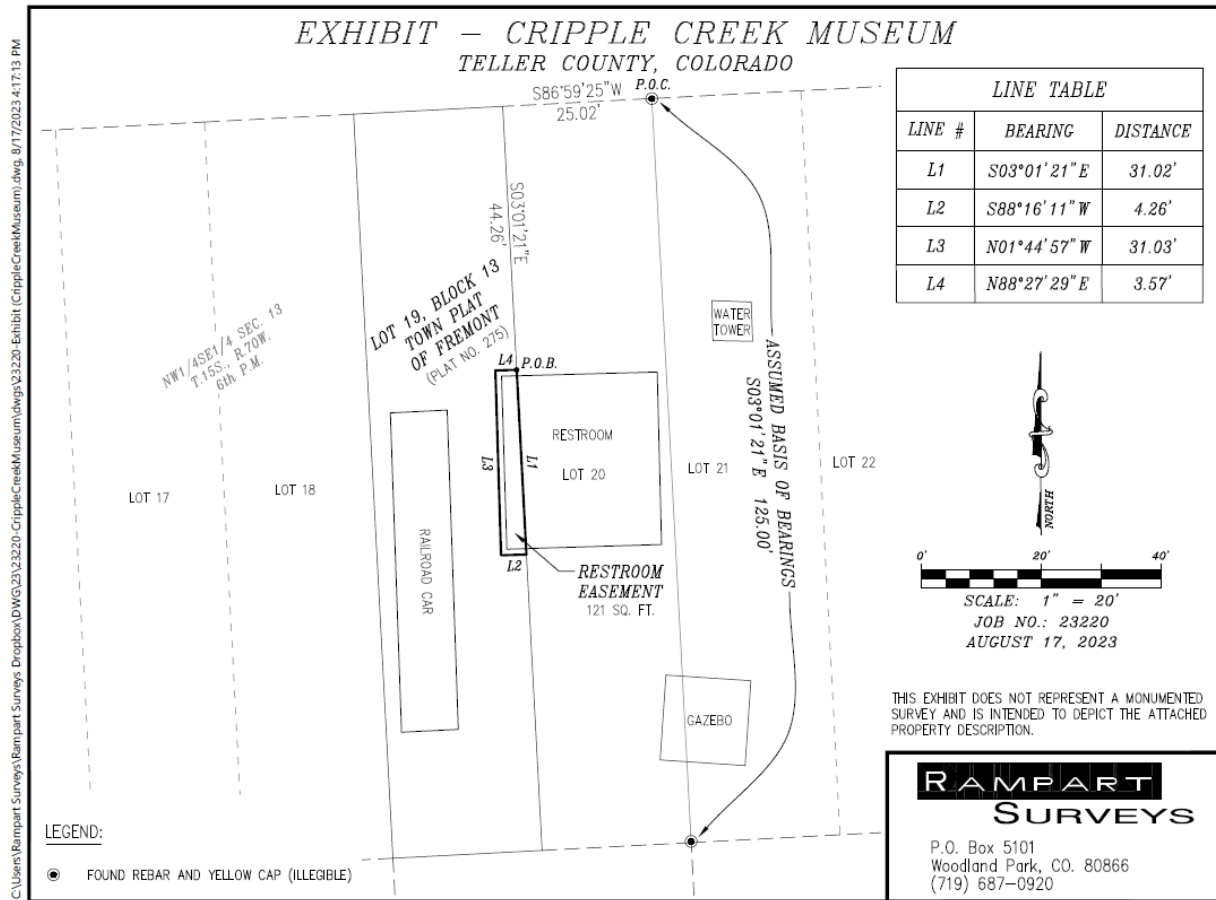 C:\Users\Rampart Surveys\Rampart Surveys Dropbox\DWG\23\23220-CrippleCreekMuseum\dwgs\23220-Exhibit (CrippleCreekMuseum).dwg, 8/17/2023 4:17:13 PM
EXHIBIT - CRIPPLE CREEK MUSEUM
TELLER COUNTY, COLORADO
S86°59'25"W
25.02'
P.O.C.
LINE TABLE
LINE # BEARING DISTANCE
L1 S03°01'21"E 31.02'
L2 S88°16'11"W 4.26'
L3 N01°44'57"W 31.03'
L4 N88°27'29"E 3.57'
S03°01'21"E
44.26'
LOT 19, BLOCK 13
TOWN PLAT
OF FREMONT
(PLAT NO. 275)
NW1/4SE1/4 SEC. 13
T.15S., R.70W.
6th P.M.
WATER
TOWER
L4
P.O.B.
ASSUMED BASIS OF BEARINGS
S03°01'21"E 125.00'
RESTROOM
LOT 20
L3
L1
LOT 17
LOT 18
LOT 21
LOT 22
RAILROAD CAR
L2
RESTROOM
EASEMENT
121 SQ. FT.
NORTH
0' 20' 40'
SCALE: 1" = 20'
JOB NO.: 23220
AUGUST 17, 2023
GAZEBO
THIS EXHIBIT DOES NOT REPRESENT A MONUMENTED
SURVEY AND IS INTENDED TO DEPICT THE ATTACHED
PROPERTY DESCRIPTION.
LEGEND:
FOUND REBAR AND YELLOW CAP (ILLEGIBLE)
RAMPART
SURVEYS
P.O. Box 5101
Woodland Park, CO. 80866
(719) 687-0920